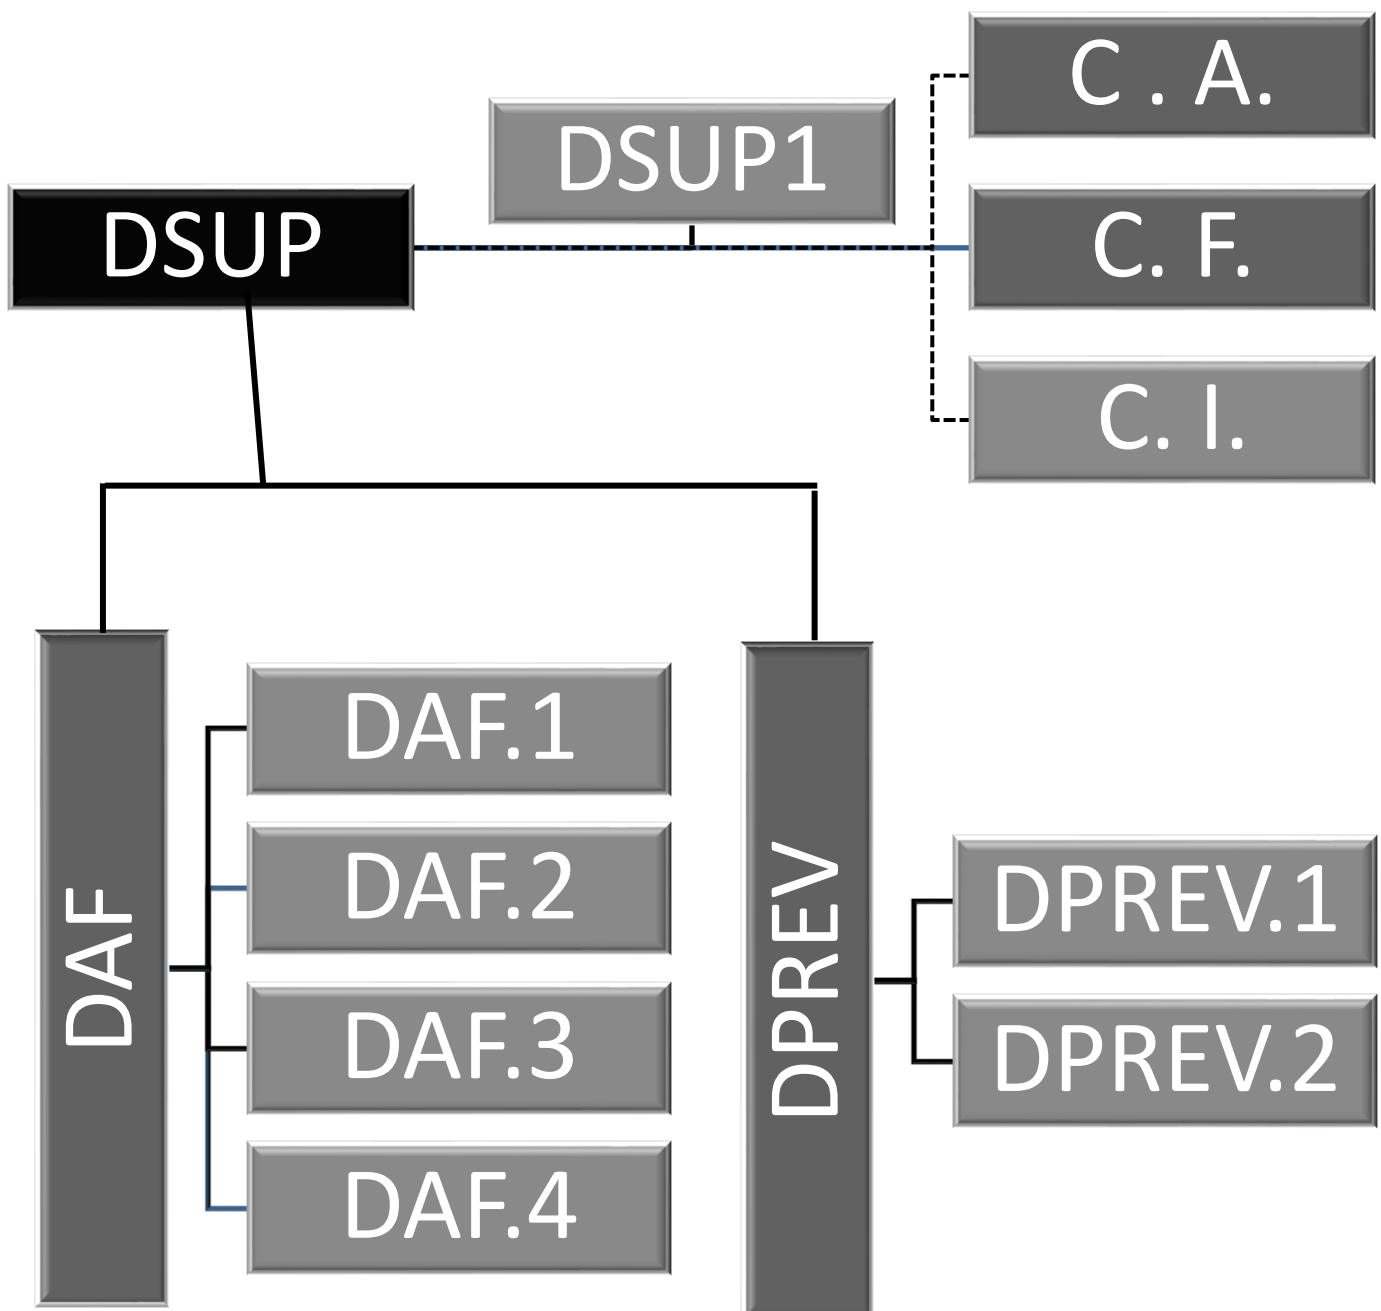 C . A.
DSUP1
DSUP
C. F.
C. I.
DAF
DAF.1
DAF.2
DAF.3
DAF.4
DPREV
DPREV.1
DPREV.2